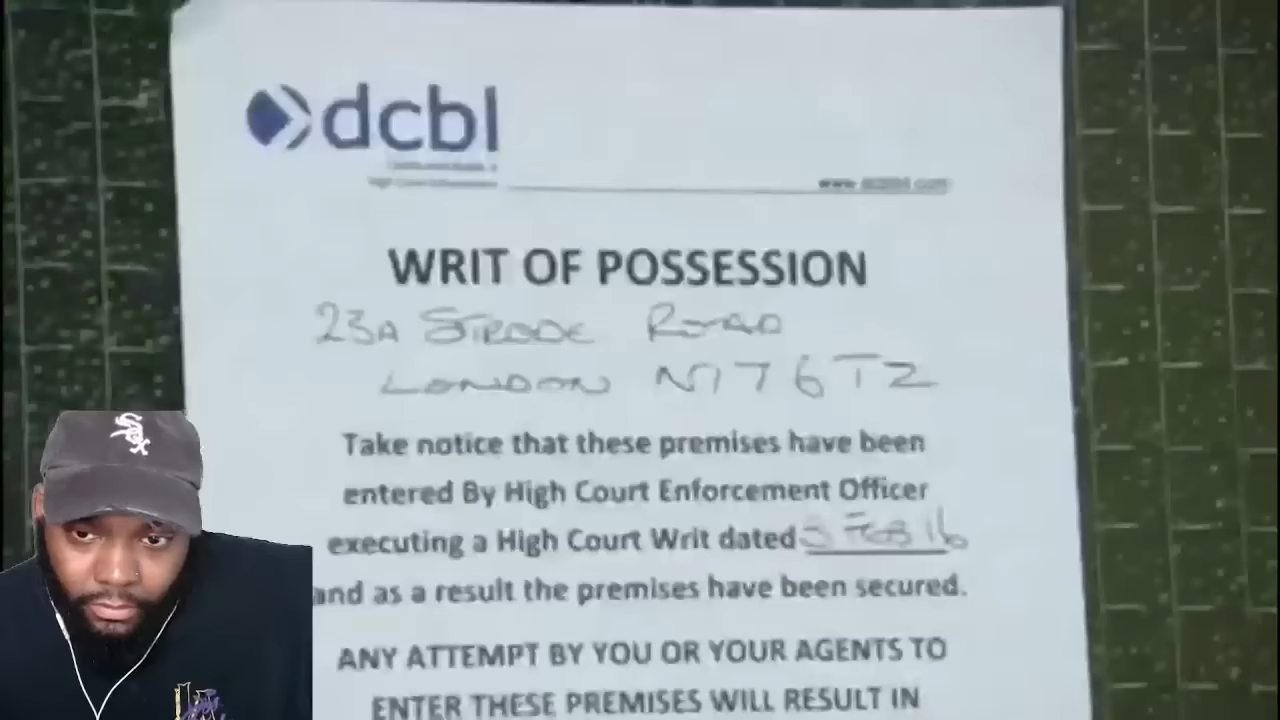 dcbl
WRIT OF POSSESSION
23A STRODE ROAD
LONDON N17 6TZ
Take notice that these premises have been
entered By High Court Enforcement Officer
executing a High Court Writ dated 3 FEB 16
and as a result the premises have been secured.
ANY ATTEMPT BY YOU OR YOUR AGENTS TO
ENTER THESE PREMISES WILL RESULT IN